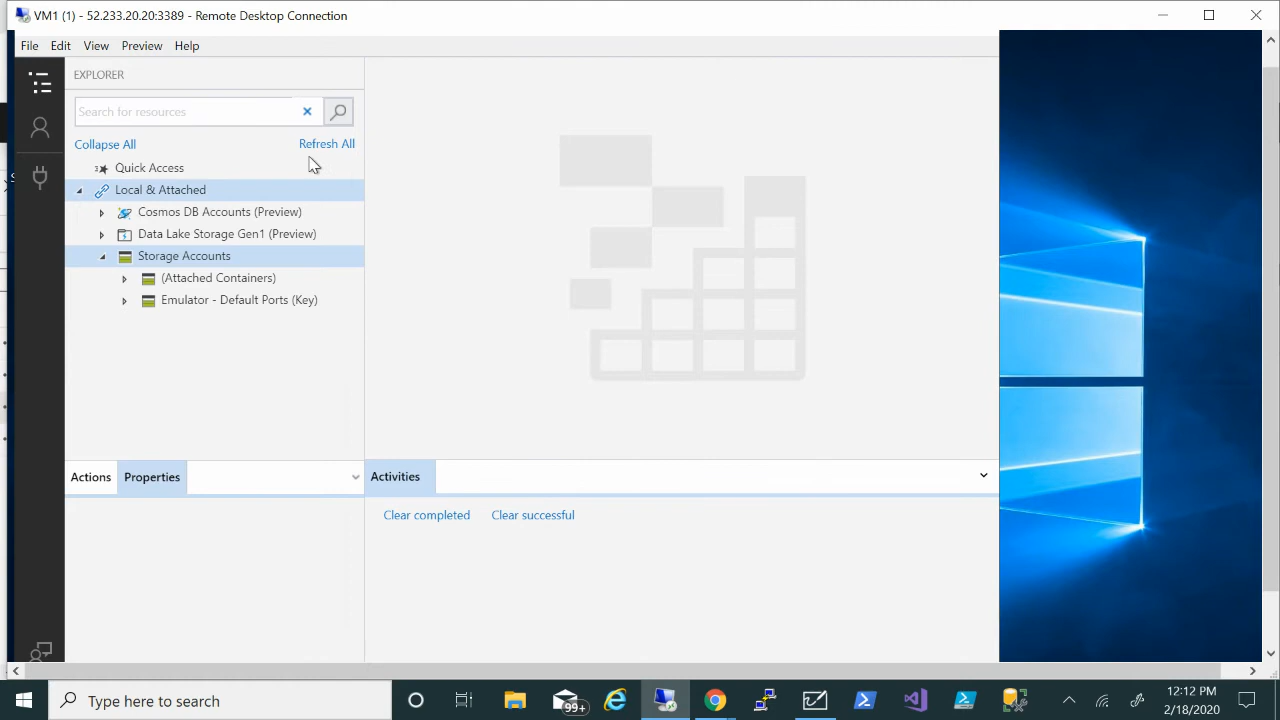 VM1 (1) - 52.233.20.20:3389 - Remote Desktop Connection
File Edit View Preview Help
EXPLORER
Search for resources
Collapse All Refresh All
Quick Access
Local & Attached
Cosmos DB Accounts (Preview)
Data Lake Storage Gen1 (Preview)
Storage Accounts
(Attached Containers)
Emulator - Default Ports (Key)
Actions Properties Activities
Clear completed Clear successful
Type here to search
99+
12:12 PM
2/18/2020